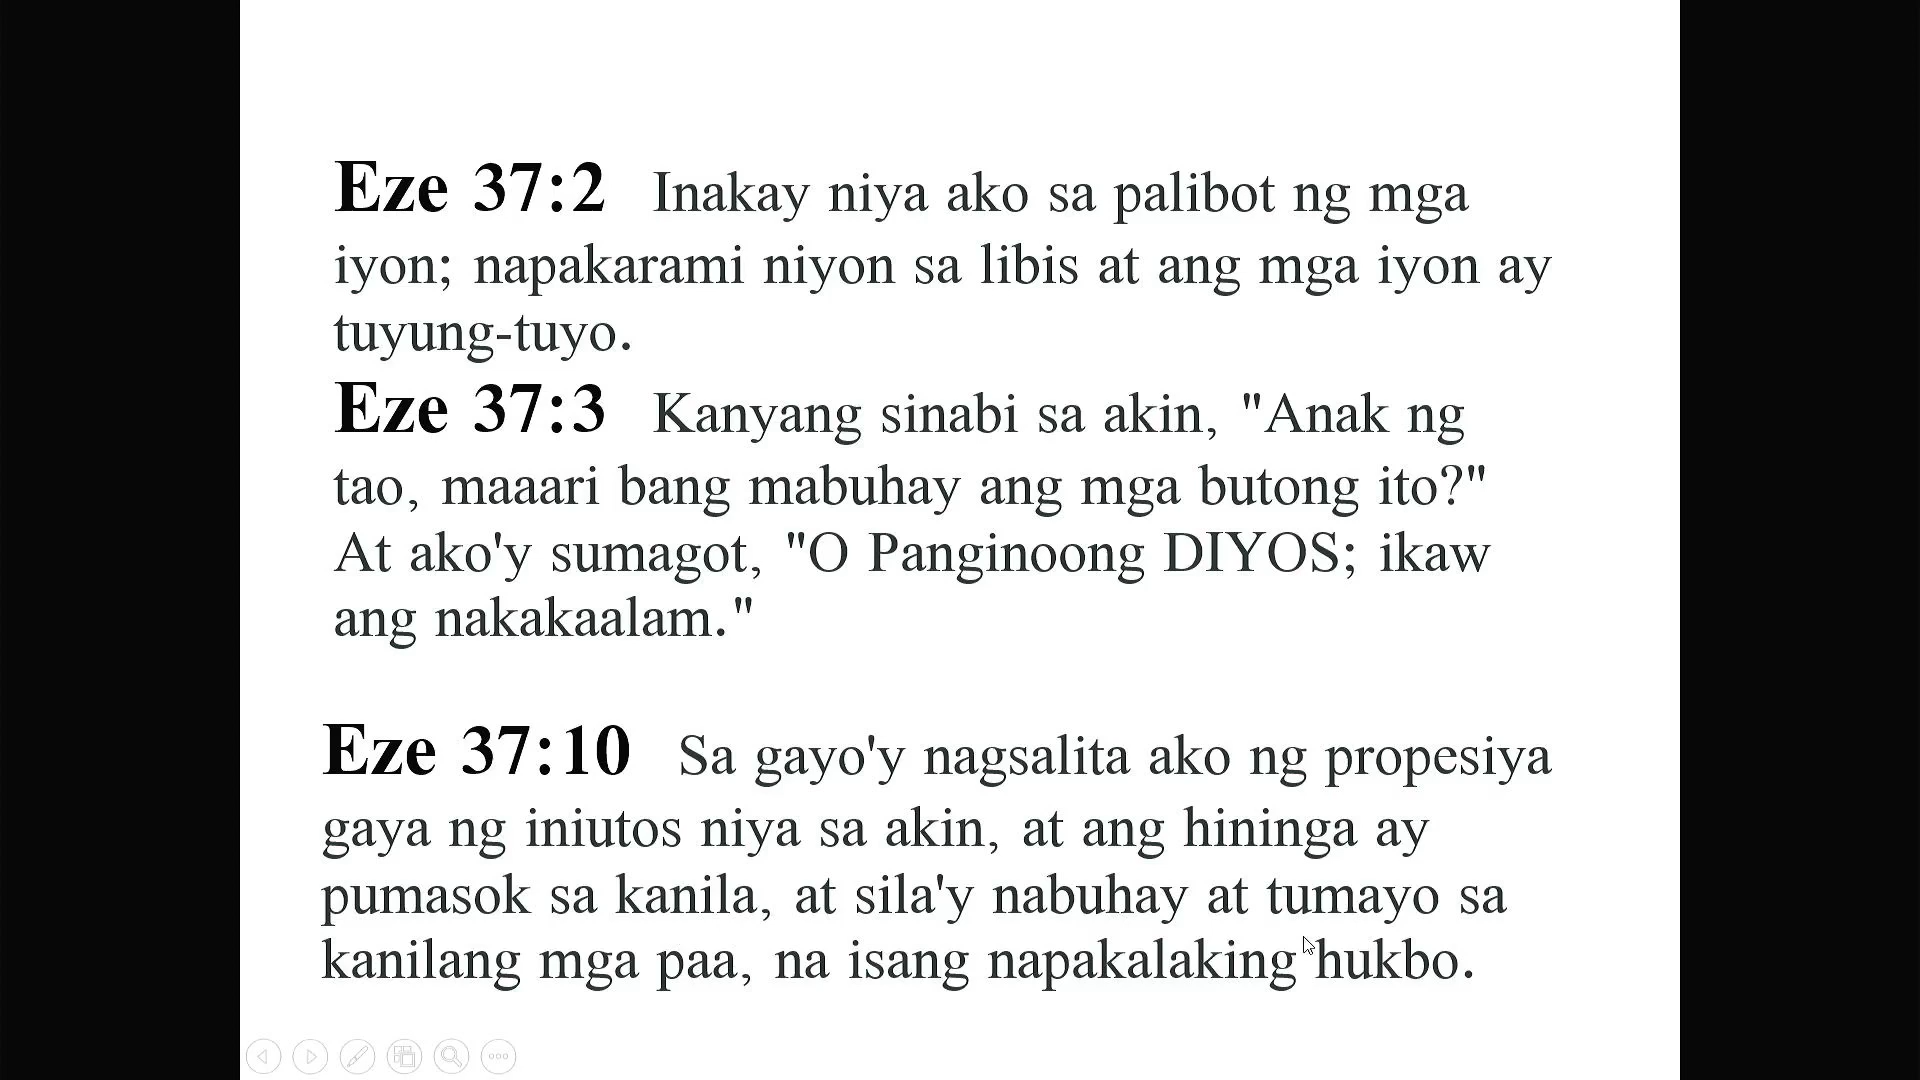 Eze 37:2 Inakay niya ako sa palibot ng mga
iyon; napakarami niyon sa libis at ang mga iyon ay
tuyung-tuyo.
Eze 37:3 Kanyang sinabi sa akin, "Anak ng
tao, maaari bang mabuhay ang mga butong ito?"
At ako'y sumagot, "O Panginoong DIYOS; ikaw
ang nakakaalam."
Eze 37:10 Sa gayo'y nagsalita ako ng propesiya
gaya ng iniutos niya sa akin, at ang hininga ay
pumasok sa kanila, at sila'y nabuhay at tumayo sa
kanilang mga paa, na isang napakalaking hukbo.